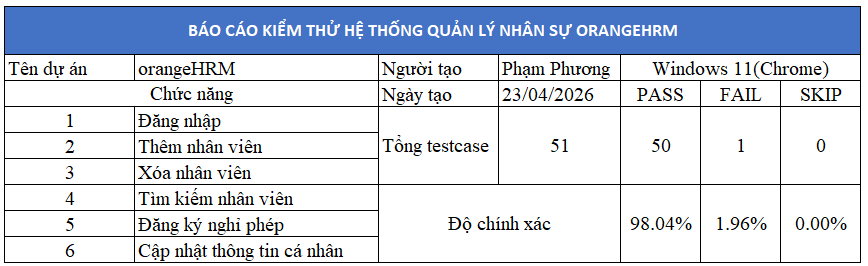 BÁO CÁO KIỂM THỬ HỆ THỐNG QUẢN LÝ NHÂN SỰ ORANGEHRM
Tên dự án orangeHRM Người tạo Phạm Phương Windows 11(Chrome)
Chức năng Ngày tạo 23/04/2026 PASS FAIL SKIP
1 Đăng nhập
2 Thêm nhân viên Tổng testcase 51 50 1 0
3 Xóa nhân viên
4 Tìm kiếm nhân viên
5 Đăng ký nghỉ phép Độ chính xác 98.04% 1.96% 0.00%
6 Cập nhật thông tin cá nhân